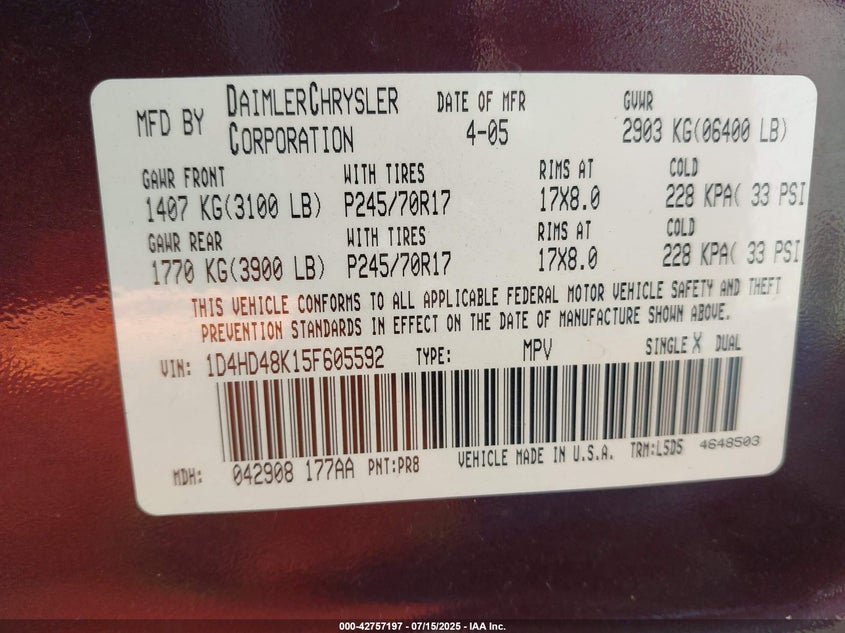 MFD BY DAIMLERCHRYSLER CORPORATION DATE OF MFR 4-05 GVWR 2903 KG(06400 LB)
GAWR FRONT WITH TIRES RIMS AT COLD
1407 KG(3100 LB) P245/70R17 17X8.0 228 KPA( 33 PSI
GAWR REAR WITH TIRES RIMS AT COLD
1770 KG(3900 LB) P245/70R17 17X8.0 228 KPA( 33 PSI
THIS VEHICLE CONFORMS TO ALL APPLICABLE FEDERAL MOTOR VEHICLE SAFETY AND THEFT
PREVENTION STANDARDS IN EFFECT ON THE DATE OF MANUFACTURE SHOWN ABOVE.
VIN: 1D4HD48K15F605592 TYPE: MPV SINGLE X DUAL
MDH: 042908 177AA PNT:PR8 VEHICLE MADE IN U.S.A. TRM:L5D5 4648503
000-42757197 - 07/15/2025 - IAA Inc.